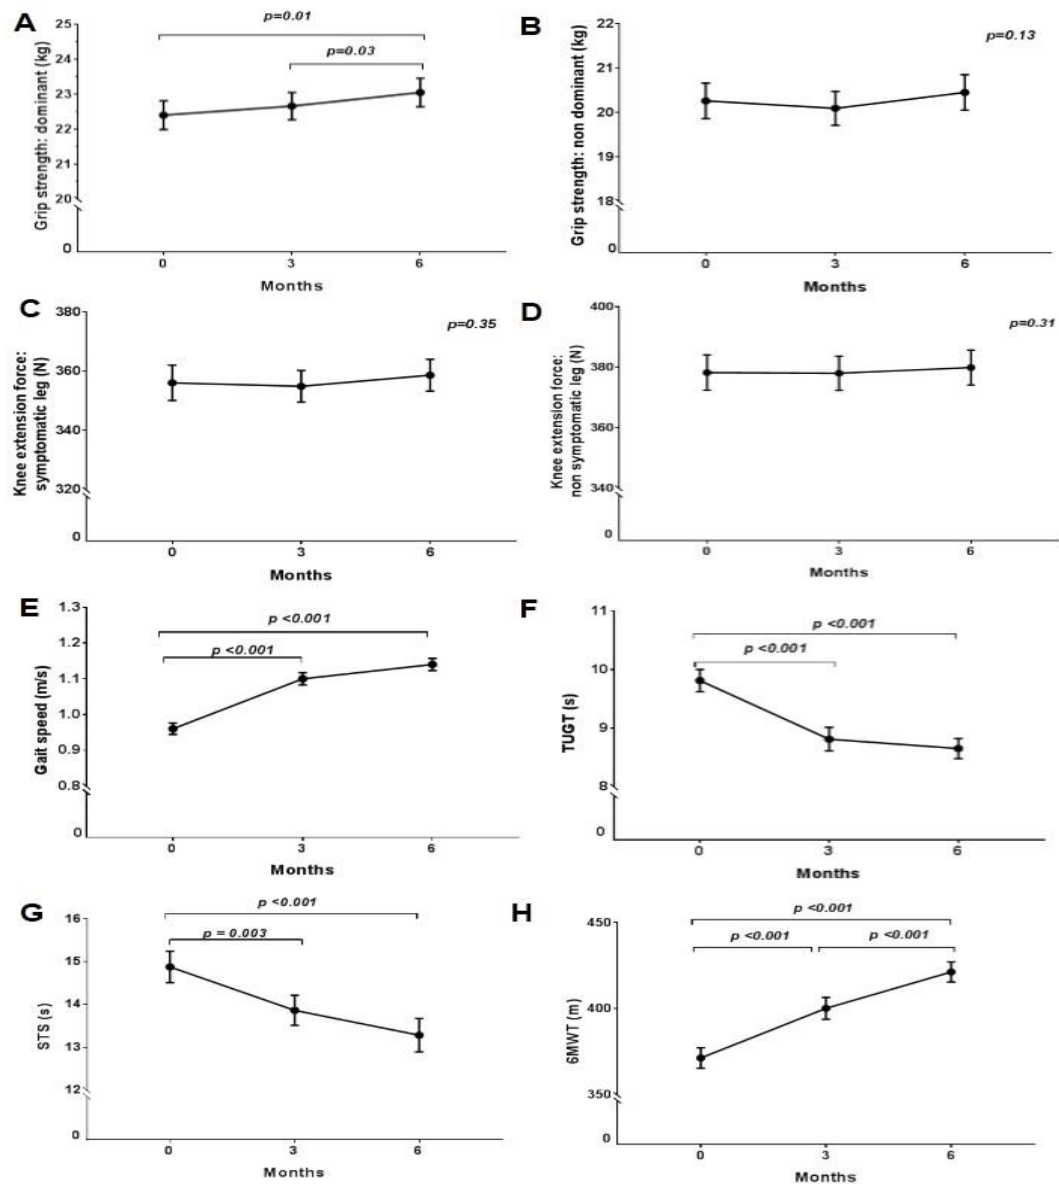 A
Grip strength: dominant (kg)
25
24
23
22
21
20
0
p=0.01
p=0.03
0 3 6
Months
B
Grip strength: non dominant (kg)
22
21
20
19
18
0
p=0.13
0 3 6
Months
C
Knee extension force:
symptomatic leg (N)
380
360
340
320
0
p=0.35
0 3 6
Months
D
Knee extension force:
non symptomatic leg (N)
400
380
360
340
0
p=0.31
0 3 6
Months
E
Gait speed (m/s)
1.3
1.2
1.1
1.0
0.9
0.8
0
p <0.001
p <0.001
0 3 6
Months
F
TUGT (s)
11
10
9
8
0
p <0.001
p <0.001
0 3 6
Months
G
STS (s)
16
15
14
13
12
0
p <0.001
p = 0.003
0 3 6
Months
H
6MWT (m)
450
400
350
0
p <0.001
p <0.001 p <0.001
0 3 6
Months